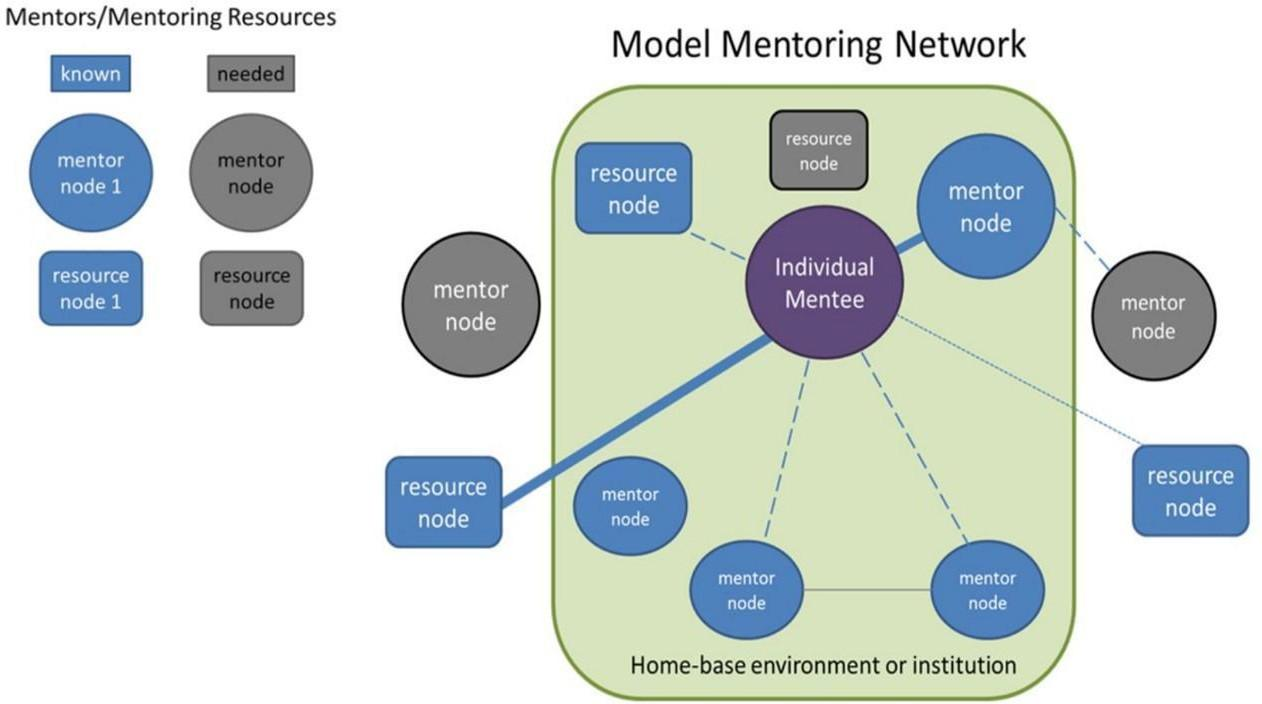 Mentors/Mentoring Resources
known
needed
mentor
node 1
mentor
node
resource
node 1
resource
node
Model Mentoring Network
resource
node
resource
node
mentor
node
Individual
Mentee
mentor
node
mentor
node
resource
node
mentor
node
resource
node
mentor
node
mentor
node
Home-base environment or institution